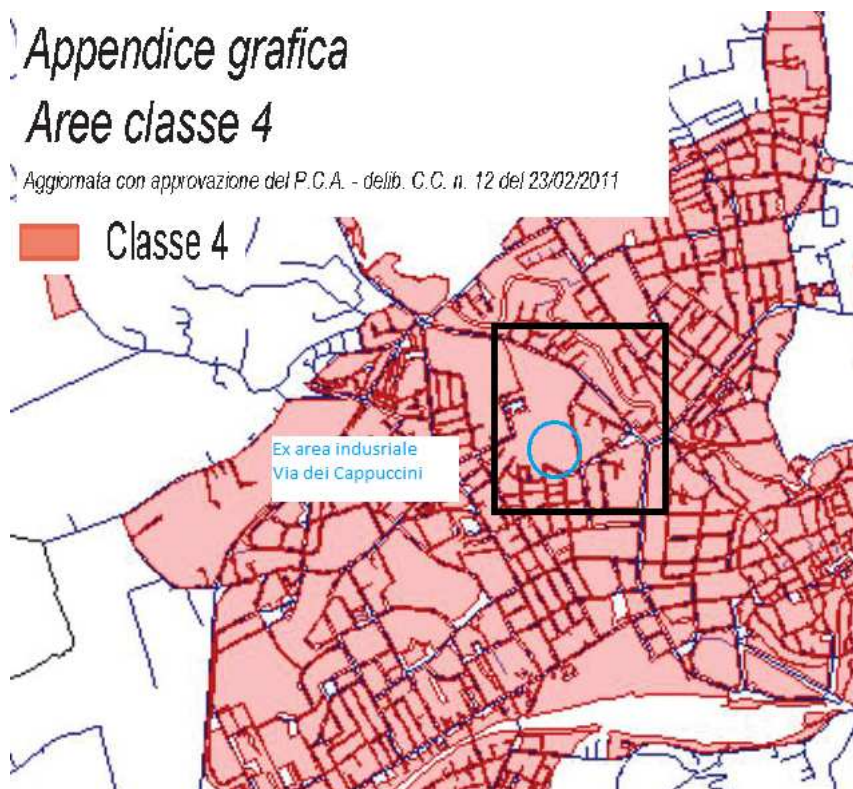 Appendice grafica
Aree classe 4
Aggiornata con approvazione del P.C.A. - delib. C.C. n. 12 del 23/02/2011
Classe 4
Ex area indusriale
Via dei Cappuccini